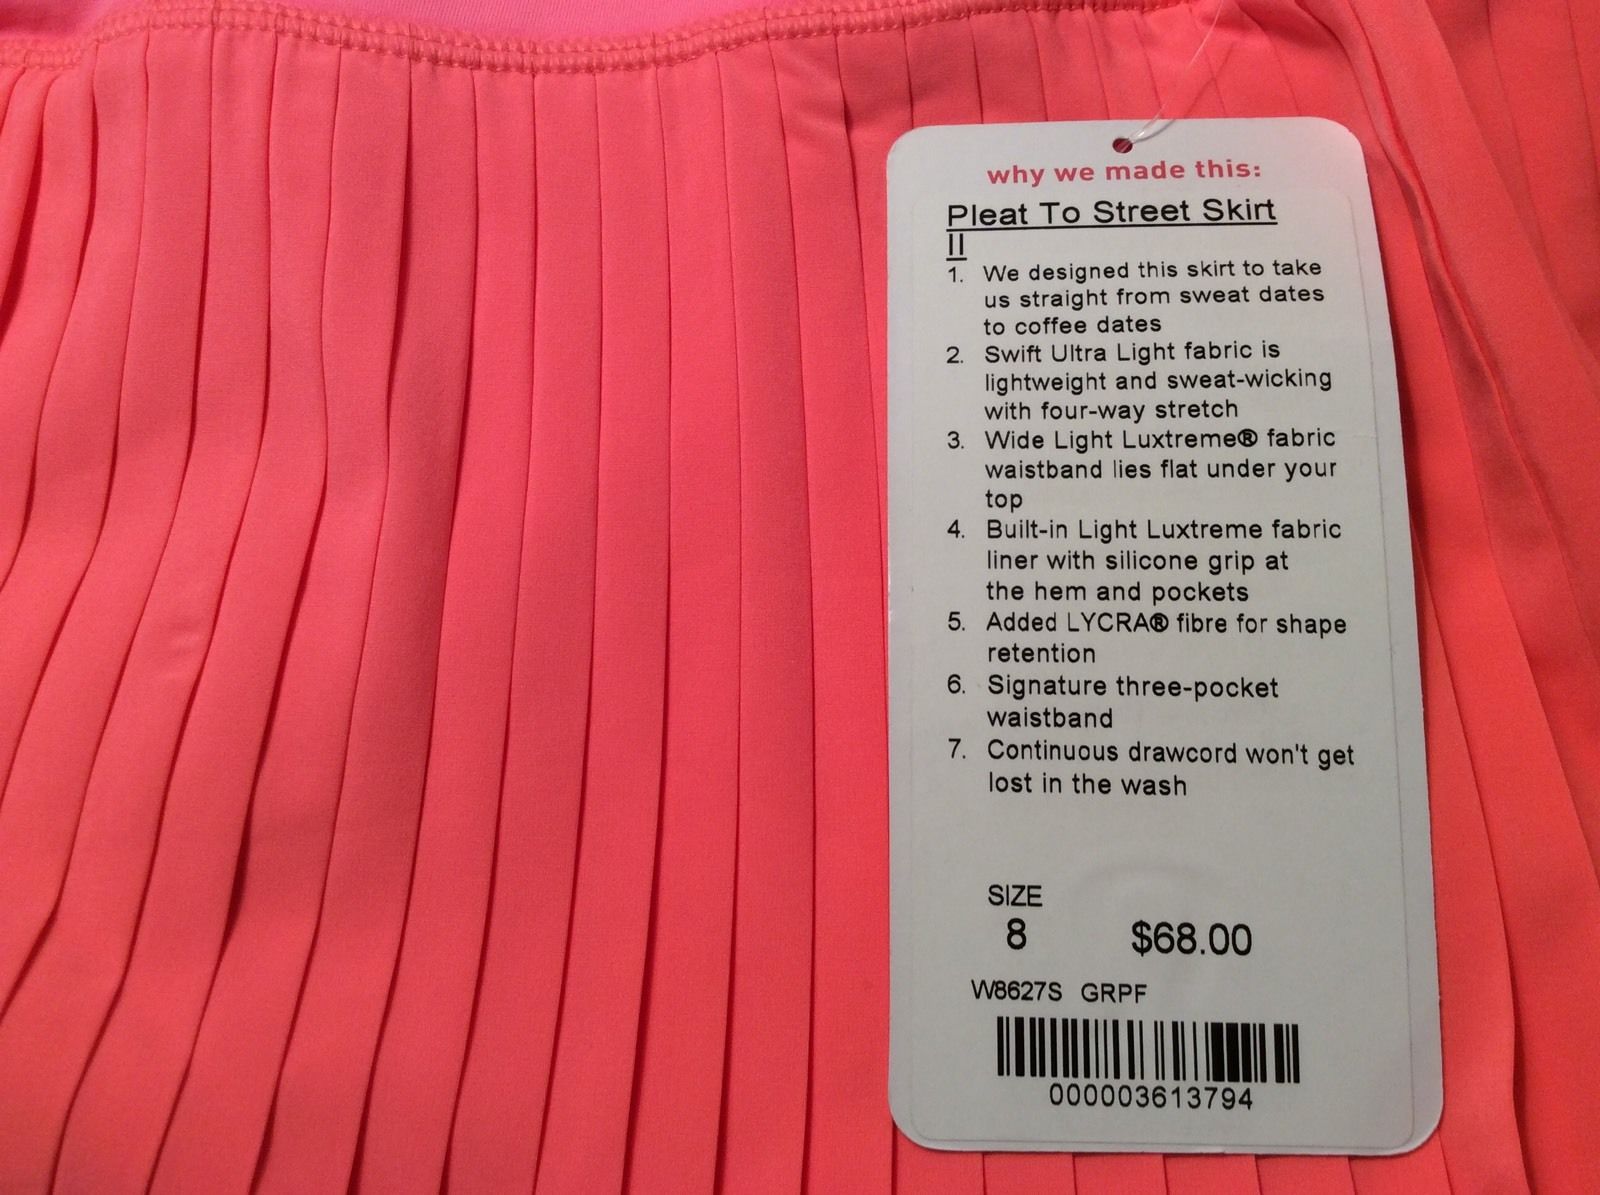 why we made this:
Pleat To Street Skirt
II
1. We designed this skirt to take
us straight from sweat dates
to coffee dates
2. Swift Ultra Light fabric is
lightweight and sweat-wicking
with four-way stretch
3. Wide Light Luxtreme® fabric
waistband lies flat under your
top
4. Built-in Light Luxtreme fabric
liner with silicone grip at
the hem and pockets
5. Added LYCRA® fibre for shape
retention
6. Signature three-pocket
waistband
7. Continuous drawcord won't get
lost in the wash
SIZE
8 $68.00
W8627S GRPF
000003613794